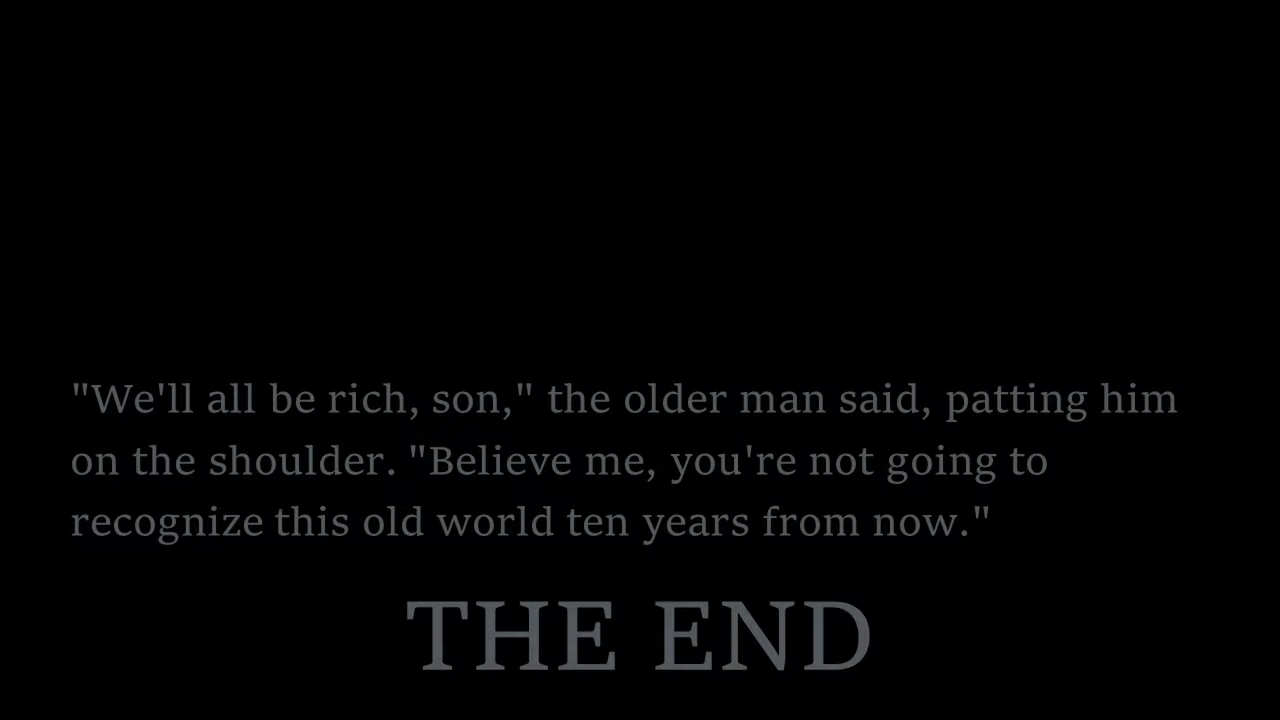 "We'll all be rich, son," the older man said, patting him
on the shoulder. "Believe me, you're not going to
recognize this old world ten years from now."
THE END